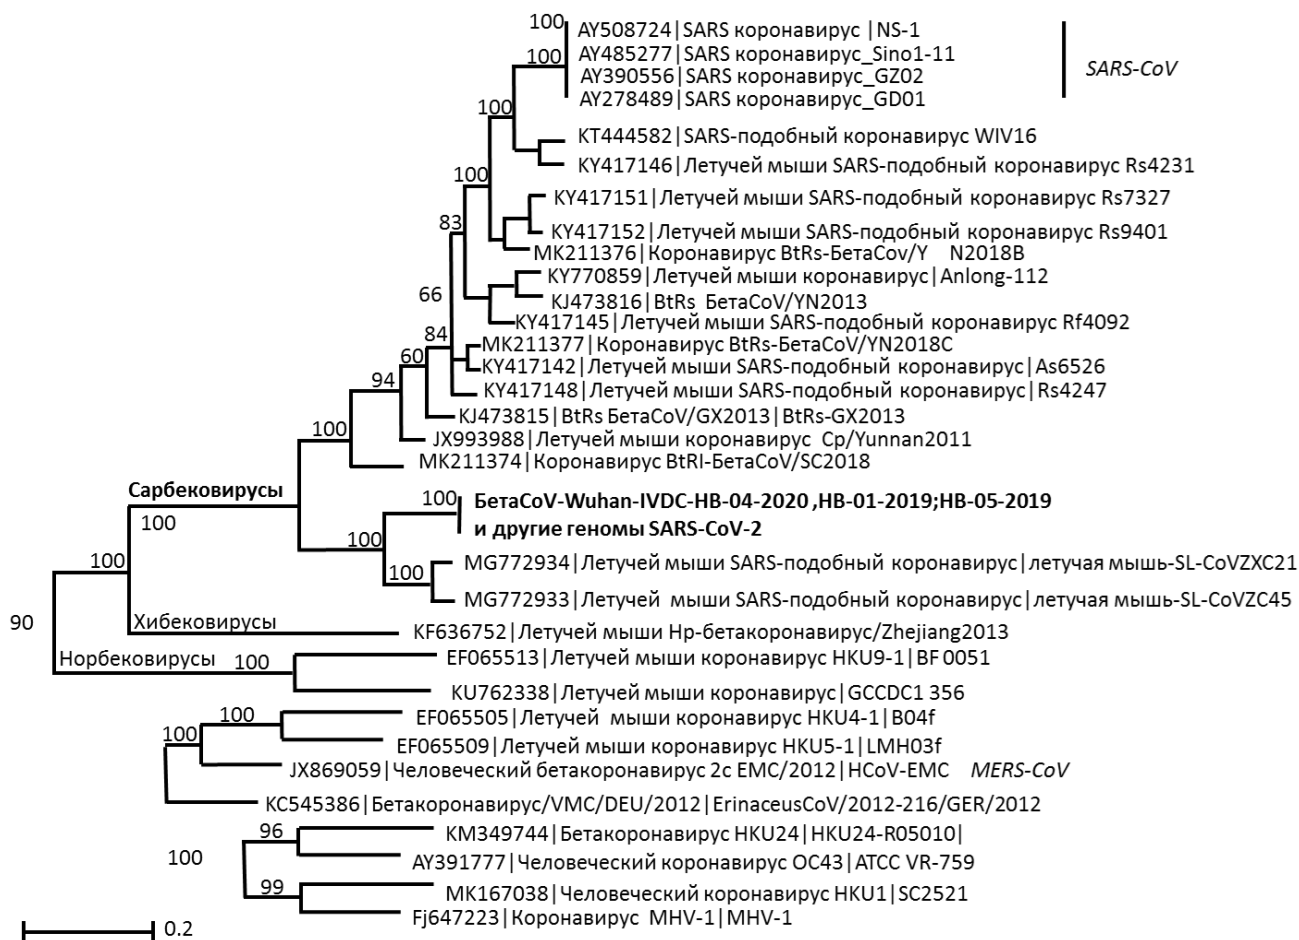 100
AY508724|SARS коронавирус |NS-1
100
AY485277|SARS коронавирус_Sino1-11
AY390556|SARS коронавирус_GZ02
SARS-CoV
AY278489|SARS коронавирус_GD01
100
KT444582|SARS-подобный коронавирус WIV16
KY417146|Летучей мыши SARS-подобный коронавирус Rs4231
100
KY417151|Летучей мыши SARS-подобный коронавирус Rs7327
83
KY417152|Летучей мыши SARS-подобный коронавирус Rs9401
MK211376|Коронавирус BtRs-БетаCov/Y N2018B
KY770859|Летучей мыши коронавирус|Anlong-112
66
KJ473816|BtRs БетаCoV/YN2013
KY417145|Летучей мыши SARS-подобный коронавирус Rf4092
84
MK211377|Коронавирус BtRs-БетаCoV/YN2018C
60
KY417142|Летучей мыши SARS-подобный коронавирус|As6526
94
KY417148|Летучей мыши SARS-подобный коронавирус|Rs4247
KJ473815|BtRs БетаCoV/GX2013|BtRs-GX2013
100
JX993988|Летучей мыши коронавирус Cp/Yunnan2011
MK211374|Коронавирус BtRl-БетаCoV/SC2018
Сарбековирусы
100
100
БетаCoV-Wuhan-IVDC-HB-04-2020 ,HB-01-2019;HB-05-2019
и другие геномы SARS-CoV-2
100
100
MG772934|Летучей мыши SARS-подобный коронавирус|летучая мышь-SL-CoVZXC21
100
MG772933|Летучей мыши SARS-подобный коронавирус|летучая мышь-SL-CoVZC45
90
Хибековирусы
KF636752|Летучей мыши Hp-бетакоронавирус/Zhejiang2013
Норбековирусы
100
EF065513|Летучей мыши коронавирус HKU9-1|BF 0051
KU762338|Летучей мыши коронавирус|GCCDC1 356
100
EF065505|Летучей мыши коронавирус HKU4-1|B04f
100
EF065509|Летучей мыши коронавирус HKU5-1|LMH03f
JX869059|Человеческий бетакоронавирус 2c EMC/2012|HCoV-EMC MERS-CoV
KC545386|Бетакоронавирус/VMC/DEU/2012|ErinaceusCoV/2012-216/GER/2012
96
KM349744|Бетакоронавирус HKU24|HKU24-R05010|
100
AY391777|Человеческий коронавирус OC43|ATCC VR-759
99
MK167038|Человеческий коронавирус HKU1|SC2521
Fj647223|Коронавирус MHV-1|MHV-1
0.2